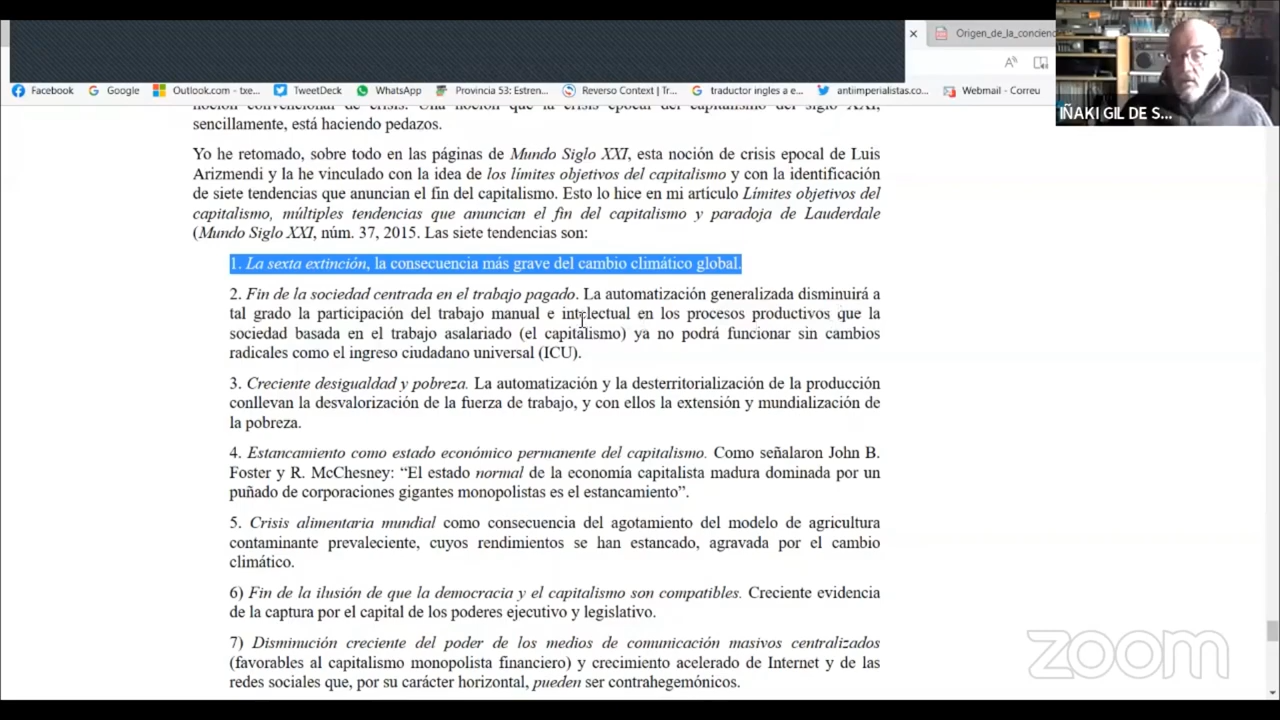 Origen_de_la_concien
Facebook
Google
Outlook.com - txe...
TweetDeck
WhatsApp
Provincia 53: Estren...
Reverso Context | Tr...
traductor ingles a e...
antiimperialistas.co...
Webmail - Correu
IÑAKI GIL DE S...
noción convencional de crisis. Una noción que la crisis epocal del capitalismo del siglo XXI,
sencillamente, está haciendo pedazos.
Yo he retomado, sobre todo en las páginas de Mundo Siglo XXI, esta noción de crisis epocal de Luis
Arizmendi y la he vinculado con la idea de los límites objetivos del capitalismo y con la identificación
de siete tendencias que anuncian el fin del capitalismo. Esto lo hice en mi artículo Límites objetivos del
capitalismo, múltiples tendencias que anuncian el fin del capitalismo y paradoja de Lauderdale
(Mundo Siglo XXI, núm. 37, 2015. Las siete tendencias son:
1. La sexta extinción, la consecuencia más grave del cambio climático global.
2. Fin de la sociedad centrada en el trabajo pagado. La automatización generalizada disminuirá a
tal grado la participación del trabajo manual e intelectual en los procesos productivos que la
sociedad basada en el trabajo asalariado (el capitalismo) ya no podrá funcionar sin cambios
radicales como el ingreso ciudadano universal (ICU).
3. Creciente desigualdad y pobreza. La automatización y la desterritorialización de la producción
conllevan la desvalorización de la fuerza de trabajo, y con ellos la extensión y mundialización de
la pobreza.
4. Estancamiento como estado económico permanente del capitalismo. Como señalaron John B.
Foster y R. McChesney: “El estado normal de la economía capitalista madura dominada por un
puñado de corporaciones gigantes monopolistas es el estancamiento”.
5. Crisis alimentaria mundial como consecuencia del agotamiento del modelo de agricultura
contaminante prevaleciente, cuyos rendimientos se han estancado, agravada por el cambio
climático.
6) Fin de la ilusión de que la democracia y el capitalismo son compatibles. Creciente evidencia
de la captura por el capital de los poderes ejecutivo y legislativo.
7) Disminución creciente del poder de los medios de comunicación masivos centralizados
(favorables al capitalismo monopolista financiero) y crecimiento acelerado de Internet y de las
redes sociales que, por su carácter horizontal, pueden ser contrahegemónicos.
zoom